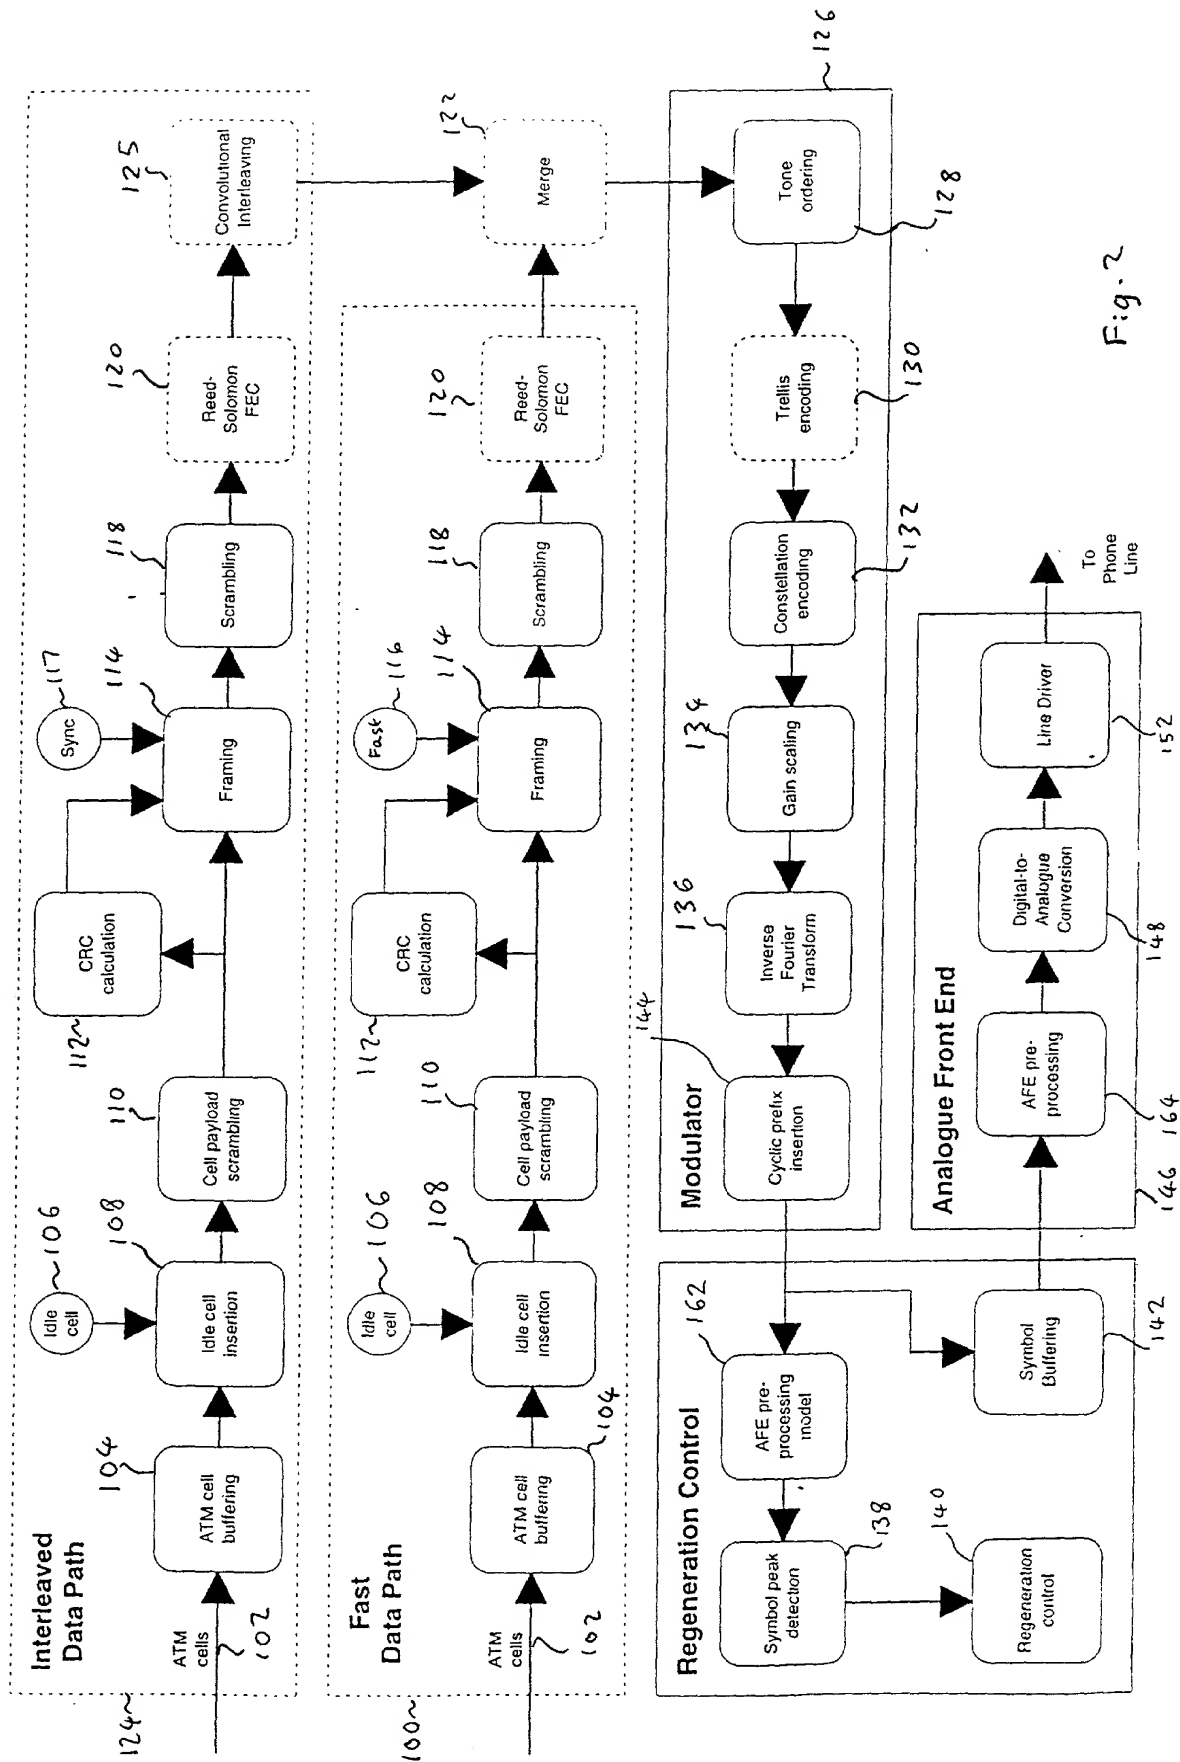 Interleaved
Data Path
124
ATM
cells
102
ATM cell
buffering
104
Idle
cell
106
Idle cell
insertion
108
Cell payload
scrambling
110
CRC
calculation
112
Sync
117
Framing
114
Scrambling
118
Reed-
Solomon
FEC
120
Convolutional
Interleaving
125
Fast
Data Path
100
ATM
cells
102
ATM cell
buffering
104
Idle
cell
106
Idle cell
insertion
108
Cell payload
scrambling
110
CRC
calculation
112
Fast
116
Framing
114
Scrambling
118
Reed-
Solomon
FEC
120
Merge
122
Modulator
126
Tone
ordering
128
Trellis
encoding
130
Constellation
encoding
132
Gain scaling
134
Inverse
Fourier
Transform
136
Cyclic prefix
insertion
144
Regeneration Control
AFE pre-
processing
model
162
Symbol peak
detection
138
Regeneration
control
140
Symbol
Buffering
142
Analogue Front End
146
AFE pre-
processing
164
Digital-to-
Analogue
Conversion
148
Line Driver
152
To
Phone
Line
Fig. 2